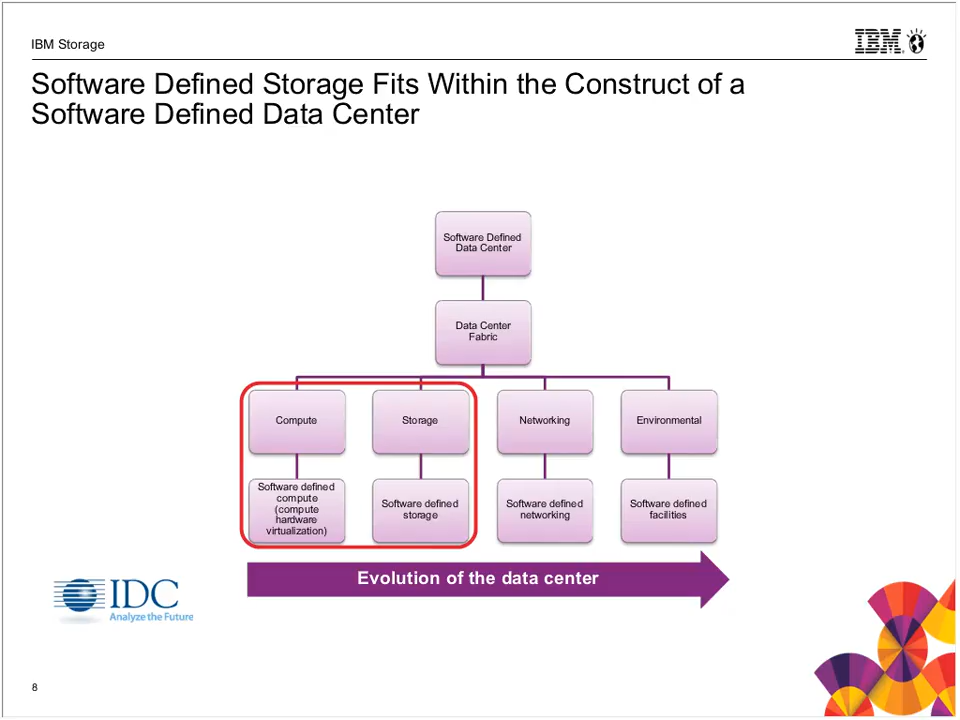 IBM Storage
IBM
Software Defined Storage Fits Within the Construct of a
Software Defined Data Center
Software Defined
Data Center
Data Center
Fabric
Compute
Storage
Networking
Environmental
Software defined
compute
(compute
hardware
virtualization)
Software defined
storage
Software defined
networking
Software defined
facilities
Evolution of the data center
IDC
Analyze the Future
8